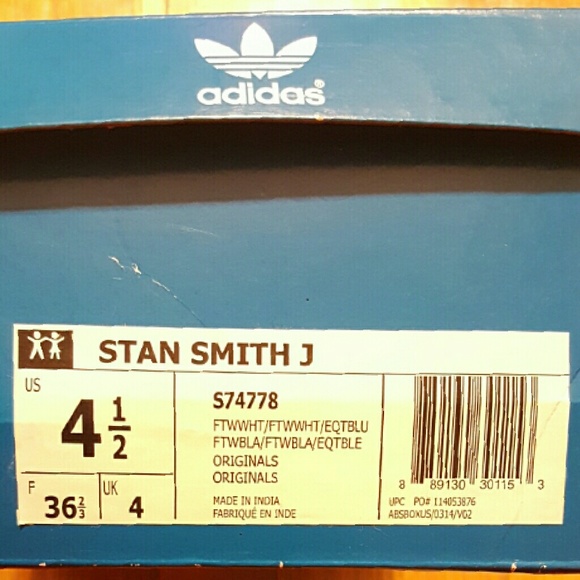 adidas®
STAN SMITH J
US
4 1/2
F
36 2/3
UK
4
S74778
FTWWHT/FTWWHT/EQTBLU
FTWBLA/FTWBLA/EQTBLE
ORIGINALS
ORIGINALS
MADE IN INDIA
FABRIQUÉ EN INDE
8 89130 30115 3
UPC PO# 114053876
ABSBOXUS/0314/V02